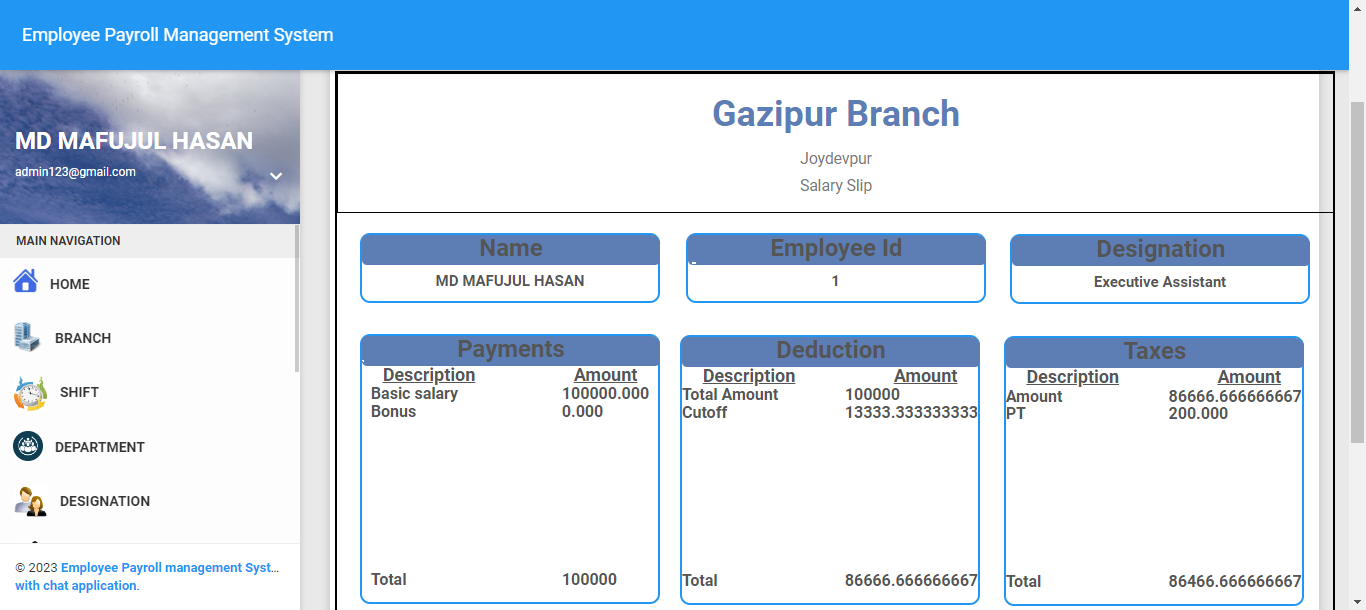 Employee Payroll Management System
MD MAFUJUL HASAN
admin123@gmail.com
MAIN NAVIGATION
HOME
BRANCH
SHIFT
DEPARTMENT
DESIGNATION
© 2023 Employee Payroll management Syst...
with chat application.
Gazipur Branch
Joydevpur
Salary Slip
Name
MD MAFUJUL HASAN
Employee Id
1
Designation
Executive Assistant
Payments
Description Amount
Basic salary 100000.000
Bonus 0.000
Total 100000
Deduction
Description Amount
Total Amount 100000
Cutoff 13333.333333333
Total 86666.666666667
Taxes
Description Amount
Amount 86666.666666667
PT 200.000
Total 86466.666666667